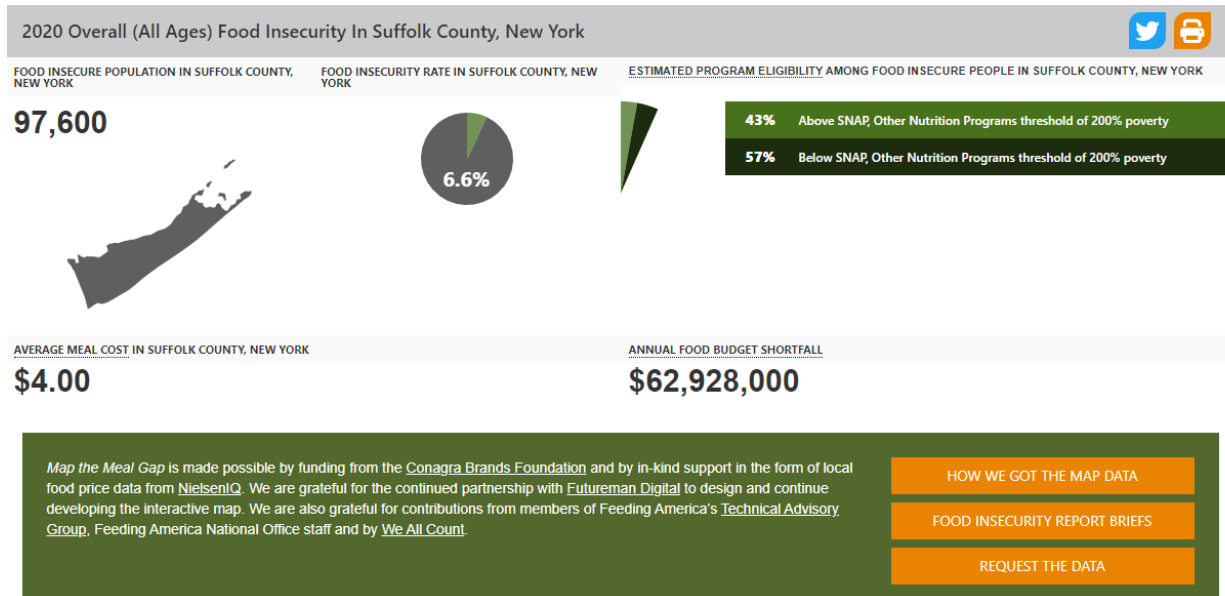 2020 Overall (All Ages) Food Insecurity In Suffolk County, New York
FOOD INSECURE POPULATION IN SUFFOLK COUNTY,
NEW YORK
97,600
FOOD INSECURITY RATE IN SUFFOLK COUNTY, NEW
YORK
6.6%
ESTIMATED PROGRAM ELIGIBILITY AMONG FOOD INSECURE PEOPLE IN SUFFOLK COUNTY, NEW YORK
43% Above SNAP, Other Nutrition Programs threshold of 200% poverty
57% Below SNAP, Other Nutrition Programs threshold of 200% poverty
AVERAGE MEAL COST IN SUFFOLK COUNTY, NEW YORK
$4.00
ANNUAL FOOD BUDGET SHORTFALL
$62,928,000
Map the Meal Gap is made possible by funding from the Conagra Brands Foundation and by in-kind support in the form of local
food price data from NielsenIQ. We are grateful for the continued partnership with Futureman Digital to design and continue
developing the interactive map. We are also grateful for contributions from members of Feeding America's Technical Advisory
Group, Feeding America National Office staff and by We All Count.
HOW WE GOT THE MAP DATA
FOOD INSECURITY REPORT BRIEFS
REQUEST THE DATA